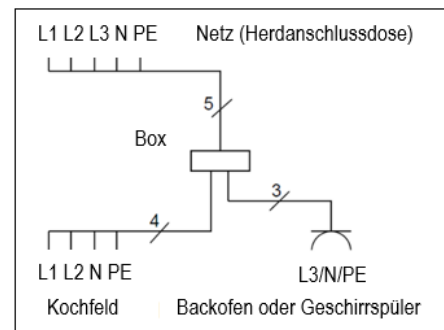 L1 L2 L3 N PE Netz (Herdanschlussdose)
5
Box
3
4
L1 L2 N PE
L3/N/PE
Kochfeld Backofen oder Geschirrspüler